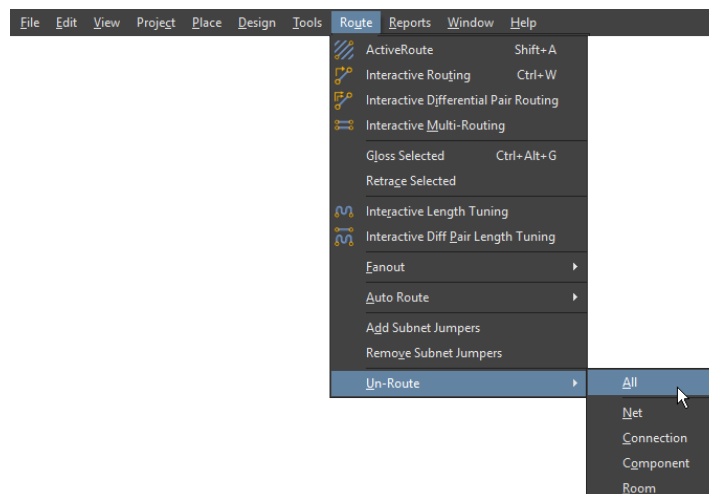 File Edit View Project Place Design Tools Route Reports Window Help
ActiveRoute Shift+A
Interactive Routing Ctrl+W
Interactive Differential Pair Routing
Interactive Multi-Routing
Gloss Selected Ctrl+Alt+G
Retrace Selected
Interactive Length Tuning
Interactive Diff Pair Length Tuning
Fanout
Auto Route
Add Subnet Jumpers
Remove Subnet Jumpers
Un-Route
All
Net
Connection
Component
Room